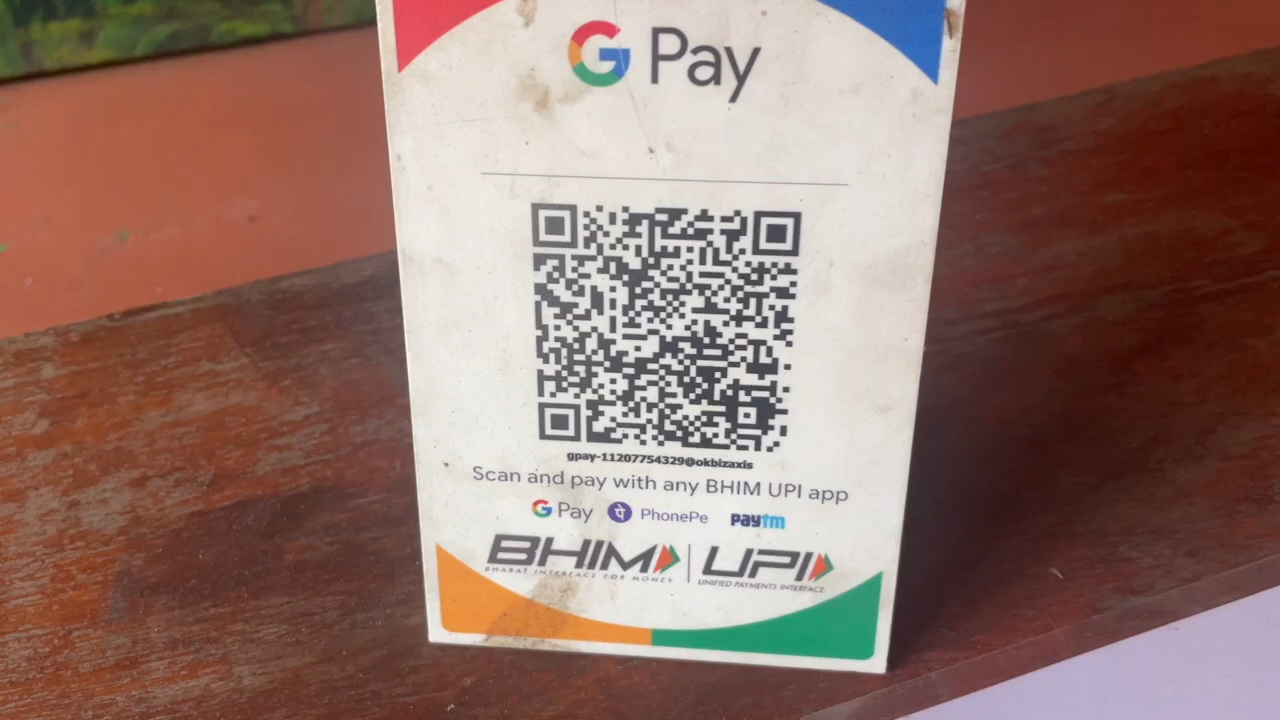 G Pay
gpay-11207754329@okbizaxis
Scan and pay with any BHIM UPI app
G Pay पे PhonePe paytm
BHIM UPI
BHARAT INTERFACE FOR MONEY UNIFIED PAYMENTS INTERFACE